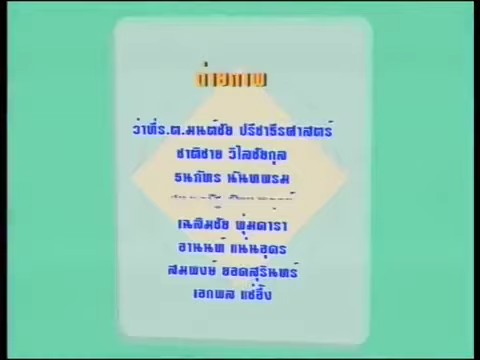 ถ่ายภาพ
ว่าที่ร.ต.มนต์ชัย ปรีชาธีรศาสตร์
ชาติชาย วิไลชัยกุล
ธนภัทร นันทพรม
เฉลิมชัย พุ่มดารา
อานนท์ แน่นอุดร
สมพงษ์ ยอดสุรินทร์
เอกพล แซ่อึ้ง